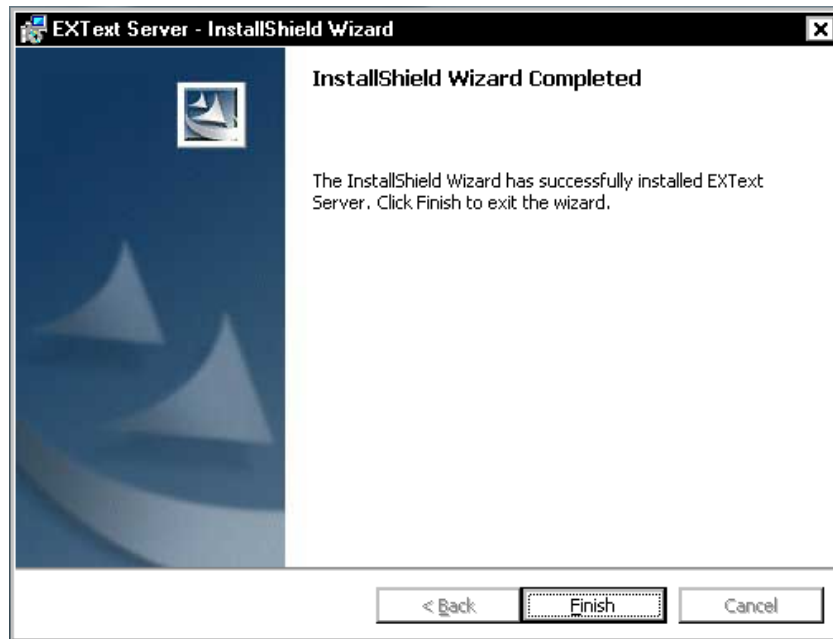 EXText Server - InstallShield Wizard
InstallShield Wizard Completed
The InstallShield Wizard has successfully installed EXText
Server. Click Finish to exit the wizard.
< Back
Finish
Cancel